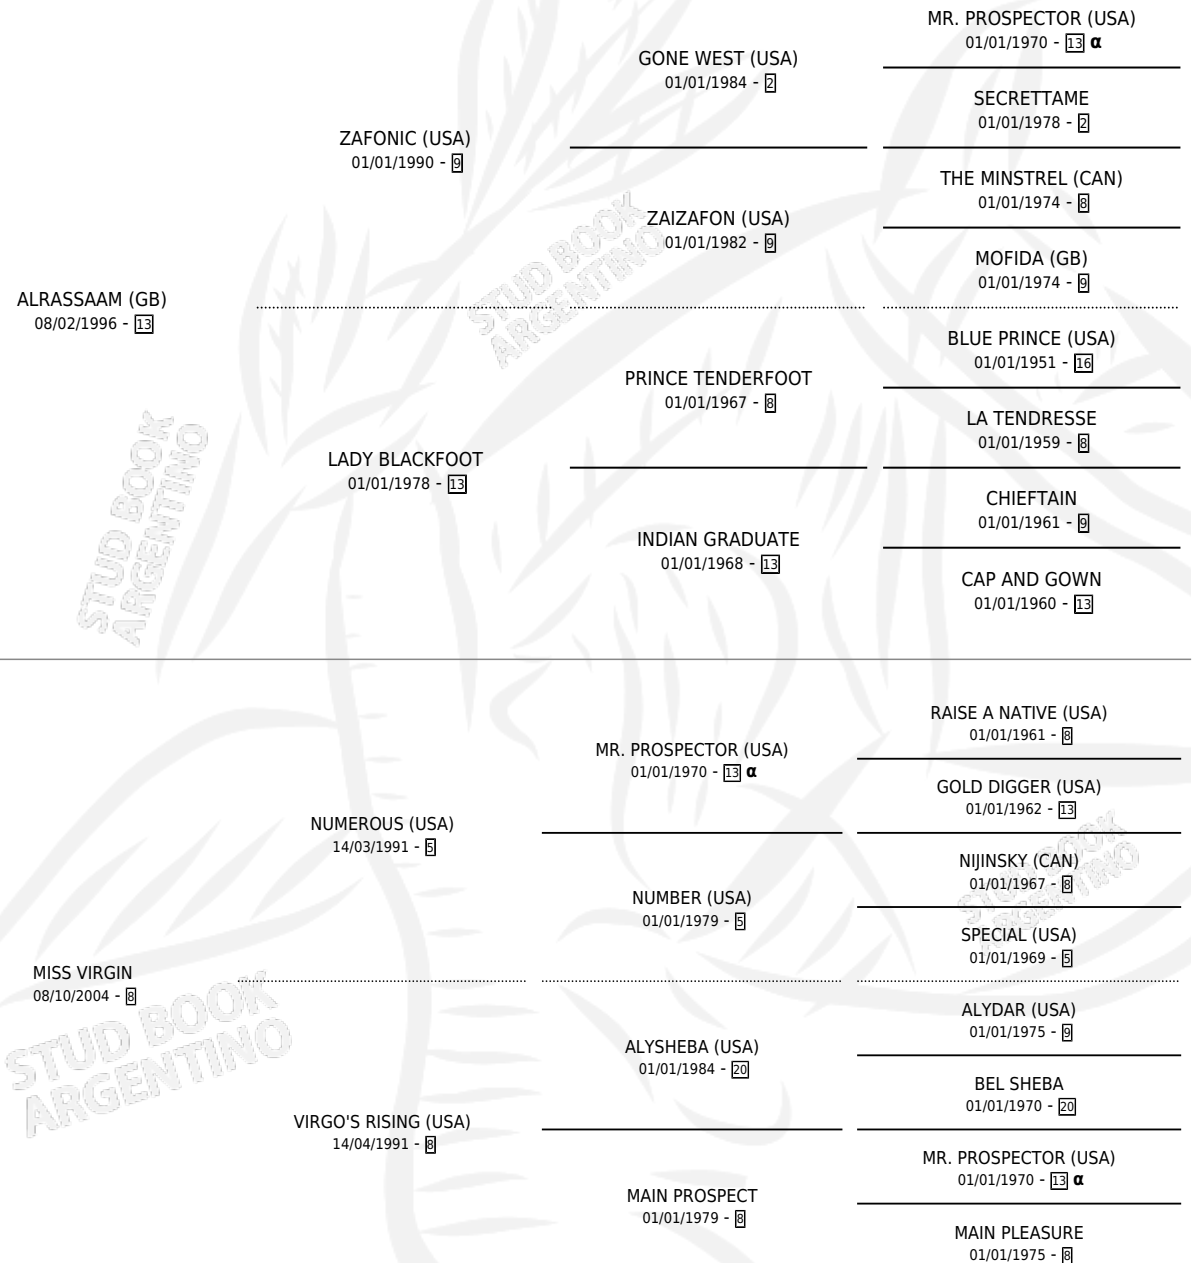 MR. PROSPECTOR (USA)
01/01/1970 - 13 α
GONE WEST (USA)
01/01/1984 - 2
SECRETTAME
01/01/1978 - 2
ZAFONIC (USA)
01/01/1990 - 9
THE MINSTREL (CAN)
01/01/1974 - 8
ZAIZAFON (USA)
01/01/1982 - 9
MOFIDA (GB)
01/01/1974 - 9
ALRASSAAM (GB)
08/02/1996 - 13
BLUE PRINCE (USA)
01/01/1951 - 16
PRINCE TENDERFOOT
01/01/1967 - 8
LA TENDRESSE
01/01/1959 - 8
LADY BLACKFOOT
01/01/1978 - 13
CHIEFTAIN
01/01/1961 - 9
INDIAN GRADUATE
01/01/1968 - 13
CAP AND GOWN
01/01/1960 - 13
STUD BOOK
ARGENTINO
STUD BOOK
ARGENTINO
RAISE A NATIVE (USA)
01/01/1961 - 8
MR. PROSPECTOR (USA)
01/01/1970 - 13 α
GOLD DIGGER (USA)
01/01/1962 - 13
NUMEROUS (USA)
14/03/1991 - 5
NIJINSKY (CAN)
01/01/1967 - 8
NUMBER (USA)
01/01/1979 - 5
SPECIAL (USA)
01/01/1969 - 5
MISS VIRGIN
08/10/2004 - 8
ALYDAR (USA)
01/01/1975 - 9
ALYSHEBA (USA)
01/01/1984 - 20
BEL SHEBA
01/01/1970 - 20
VIRGO'S RISING (USA)
14/04/1991 - 8
MR. PROSPECTOR (USA)
01/01/1970 - 13 α
MAIN PROSPECT
01/01/1979 - 8
MAIN PLEASURE
01/01/1975 - 8
STUD BOOK
ARGENTINO
STUD BOOK
ARGENTINO